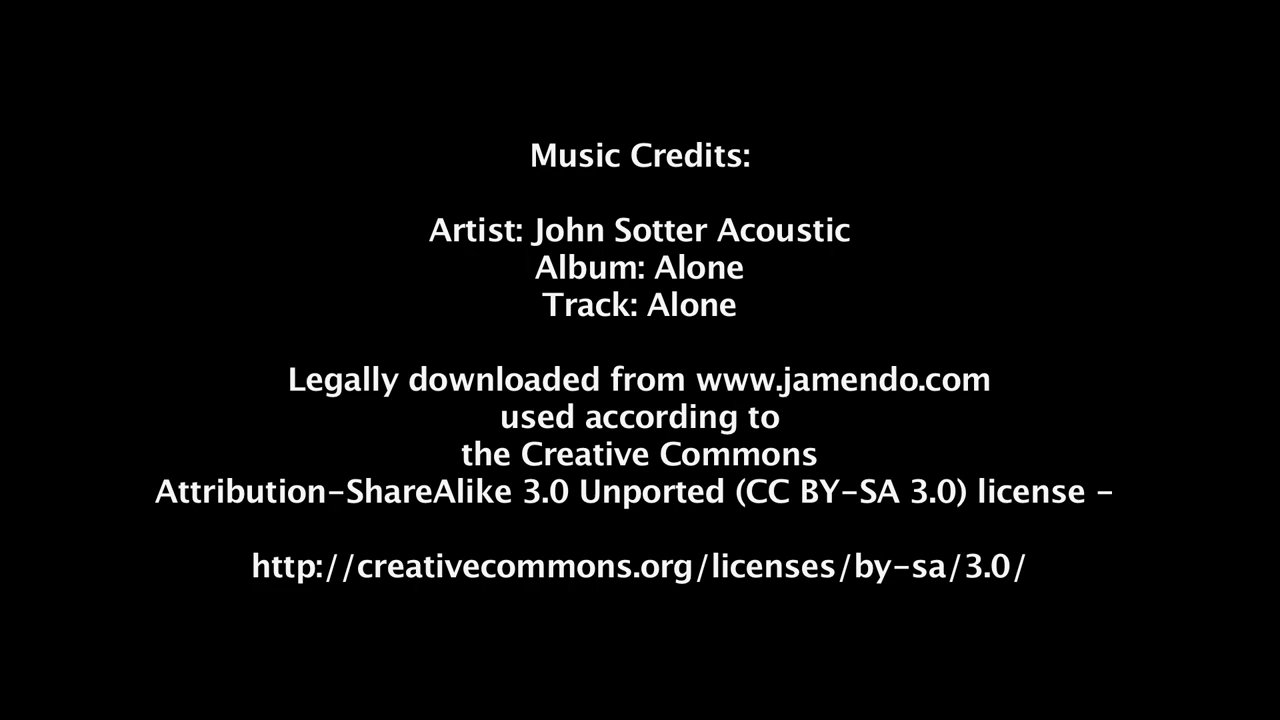 Music Credits:
Artist: John Sotter Acoustic
Album: Alone
Track: Alone
Legally downloaded from www.jamendo.com
used according to
the Creative Commons
Attribution-ShareAlike 3.0 Unported (CC BY-SA 3.0) license -
http://creativecommons.org/licenses/by-sa/3.0/